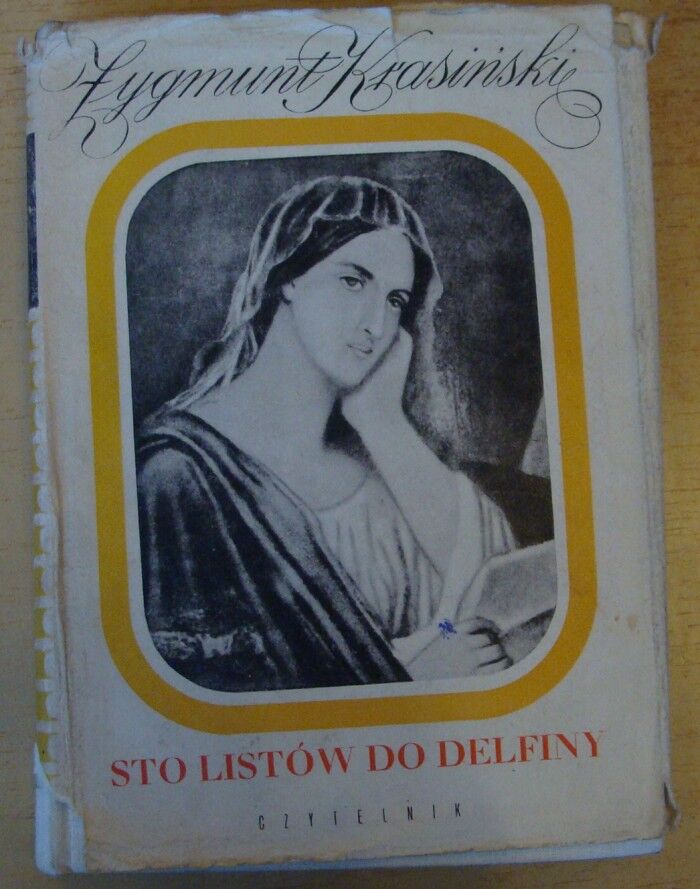 Zygmunt Krasiński
STO LISTÓW DO DELFINY
CZYTELNIK